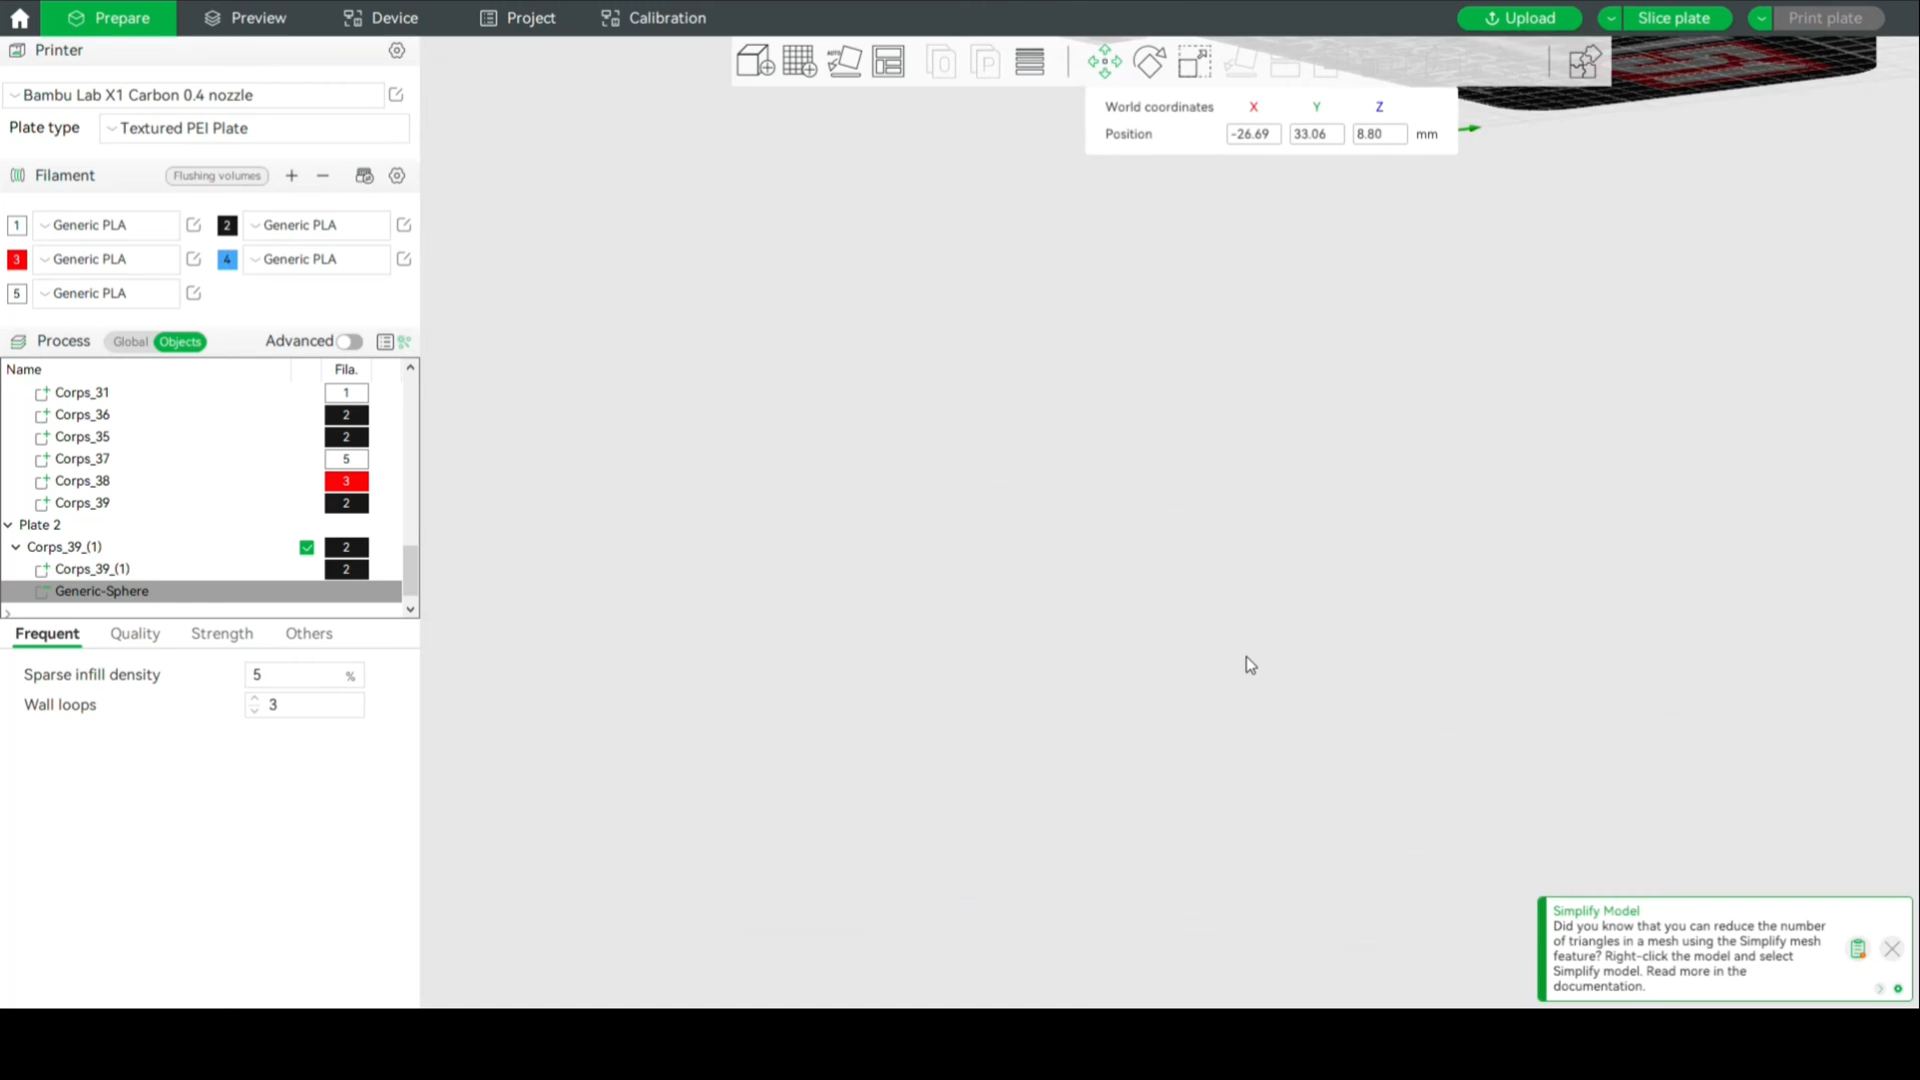 Prepare Preview Device Project Calibration Upload Slice plate Print plate
Printer
Bambu Lab X1 Carbon 0.4 nozzle
Plate type Textured PEI Plate
Filament Flushing volumes
1 Generic PLA 2 Generic PLA
3 Generic PLA 4 Generic PLA
5 Generic PLA
Process Global Objects Advanced
Name Fila.
Corps_31 1
Corps_36 2
Corps_35 2
Corps_37 5
Corps_38 3
Corps_39 2
Plate 2
Corps_39_(1) 2
Corps_39_(1) 2
Generic-Sphere
Frequent Quality Strength Others
Sparse infill density 5 %
Wall loops 3
AUTO
O P
World coordinates X Y Z
Position -26.69 33.06 8.80 mm
Simplify Model
Did you know that you can reduce the number
of triangles in a mesh using the Simplify mesh
feature? Right-click the model and select
Simplify model. Read more in the
documentation.